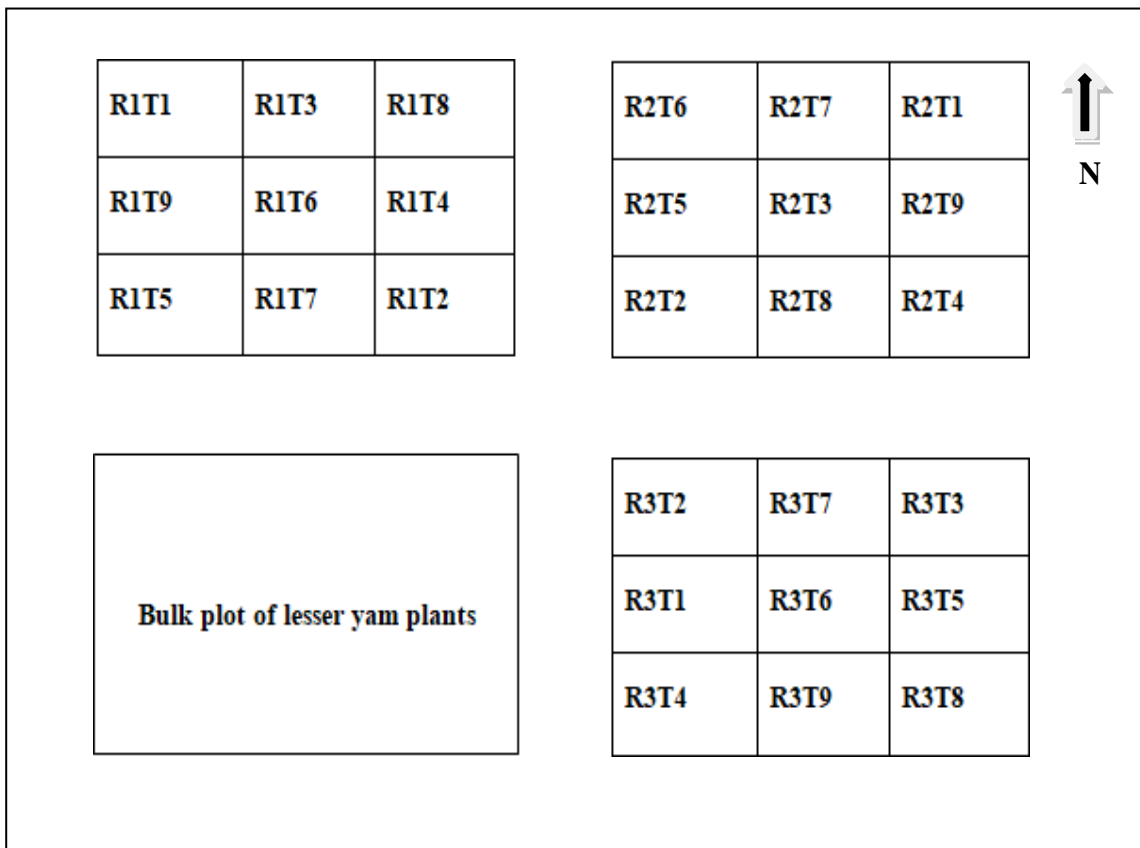 R1T1 R1T3 R1T8
R1T9 R1T6 R1T4
R1T5 R1T7 R1T2
R2T6 R2T7 R2T1
R2T5 R2T3 R2T9
R2T2 R2T8 R2T4
N
Bulk plot of lesser yam plants
R3T2 R3T7 R3T3
R3T1 R3T6 R3T5
R3T4 R3T9 R3T8